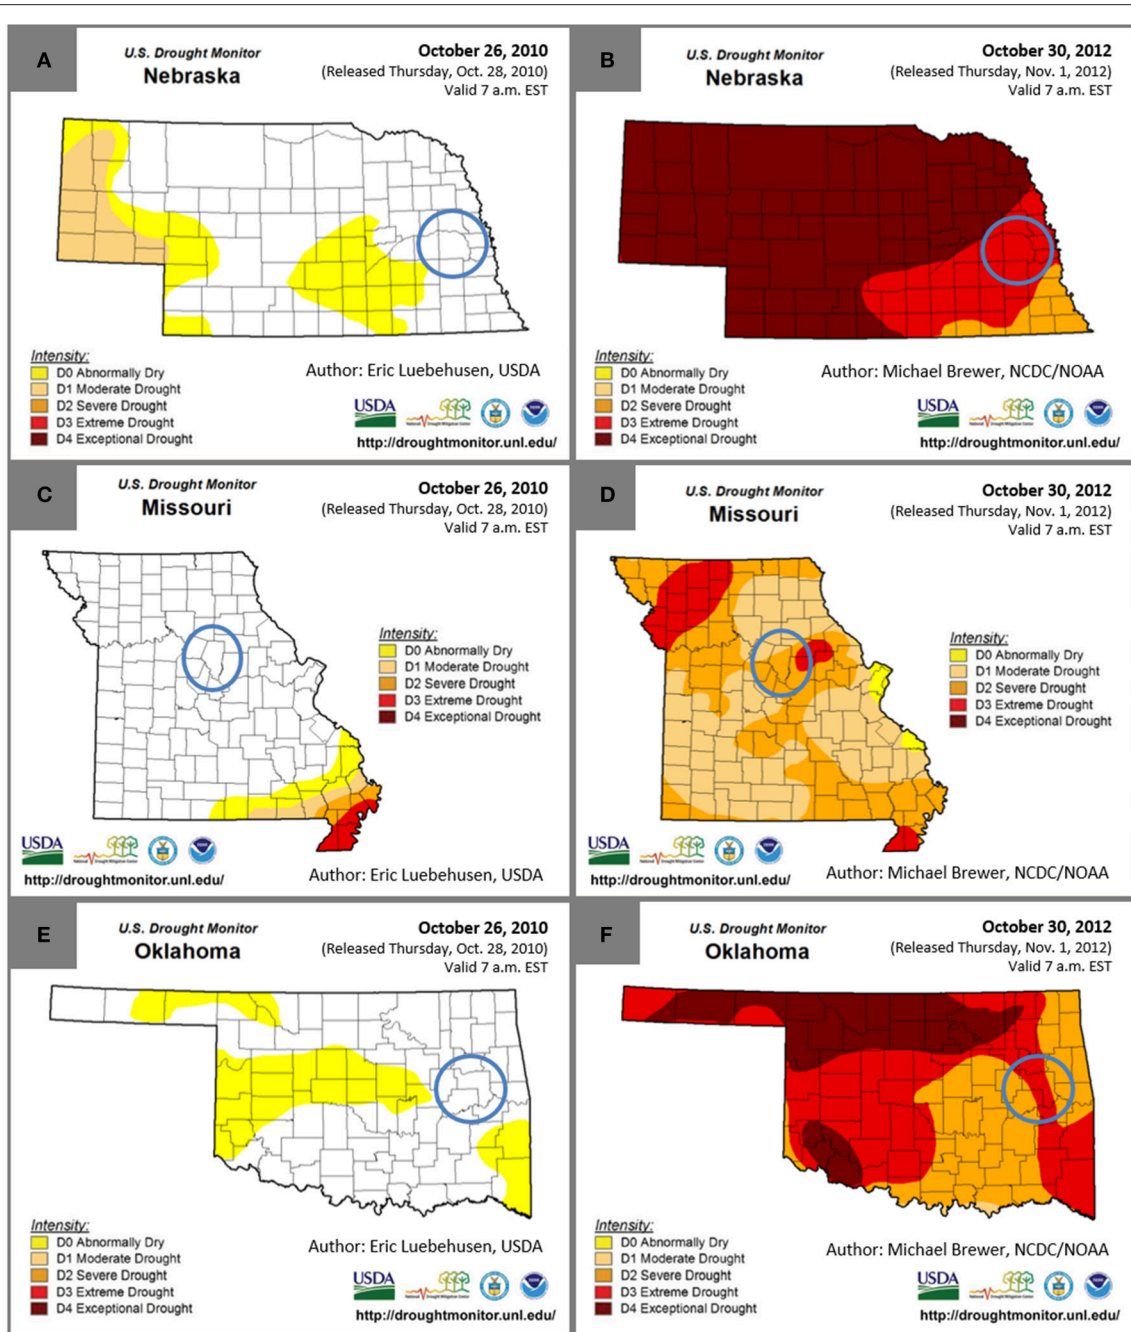 A
U.S. Drought Monitor
Nebraska
October 26, 2010
(Released Thursday, Oct. 28, 2010)
Valid 7 a.m. EST
Intensity:
D0 Abnormally Dry
D1 Moderate Drought
D2 Severe Drought
D3 Extreme Drought
D4 Exceptional Drought
Author: Eric Luebehusen, USDA
USDA
http://droughtmonitor.unl.edu/
B
U.S. Drought Monitor
Nebraska
October 30, 2012
(Released Thursday, Nov. 1, 2012)
Valid 7 a.m. EST
Intensity:
D0 Abnormally Dry
D1 Moderate Drought
D2 Severe Drought
D3 Extreme Drought
D4 Exceptional Drought
Author: Michael Brewer, NCDC/NOAA
USDA
http://droughtmonitor.unl.edu/
C
U.S. Drought Monitor
Missouri
October 26, 2010
(Released Thursday, Oct. 28, 2010)
Valid 7 a.m. EST
Intensity:
D0 Abnormally Dry
D1 Moderate Drought
D2 Severe Drought
D3 Extreme Drought
D4 Exceptional Drought
USDA
http://droughtmonitor.unl.edu/
Author: Eric Luebehusen, USDA
D
U.S. Drought Monitor
Missouri
October 30, 2012
(Released Thursday, Nov. 1, 2012)
Valid 7 a.m. EST
Intensity:
D0 Abnormally Dry
D1 Moderate Drought
D2 Severe Drought
D3 Extreme Drought
D4 Exceptional Drought
USDA
http://droughtmonitor.unl.edu/
Author: Michael Brewer, NCDC/NOAA
E
U.S. Drought Monitor
Oklahoma
October 26, 2010
(Released Thursday, Oct. 28, 2010)
Valid 7 a.m. EST
Intensity:
D0 Abnormally Dry
D1 Moderate Drought
D2 Severe Drought
D3 Extreme Drought
D4 Exceptional Drought
Author: Eric Luebehusen, USDA
USDA
http://droughtmonitor.unl.edu/
F
U.S. Drought Monitor
Oklahoma
October 30, 2012
(Released Thursday, Nov. 1, 2012)
Valid 7 a.m. EST
Intensity:
D0 Abnormally Dry
D1 Moderate Drought
D2 Severe Drought
D3 Extreme Drought
D4 Exceptional Drought
Author: Michael Brewer, NCDC/NOAA
USDA
http://droughtmonitor.unl.edu/